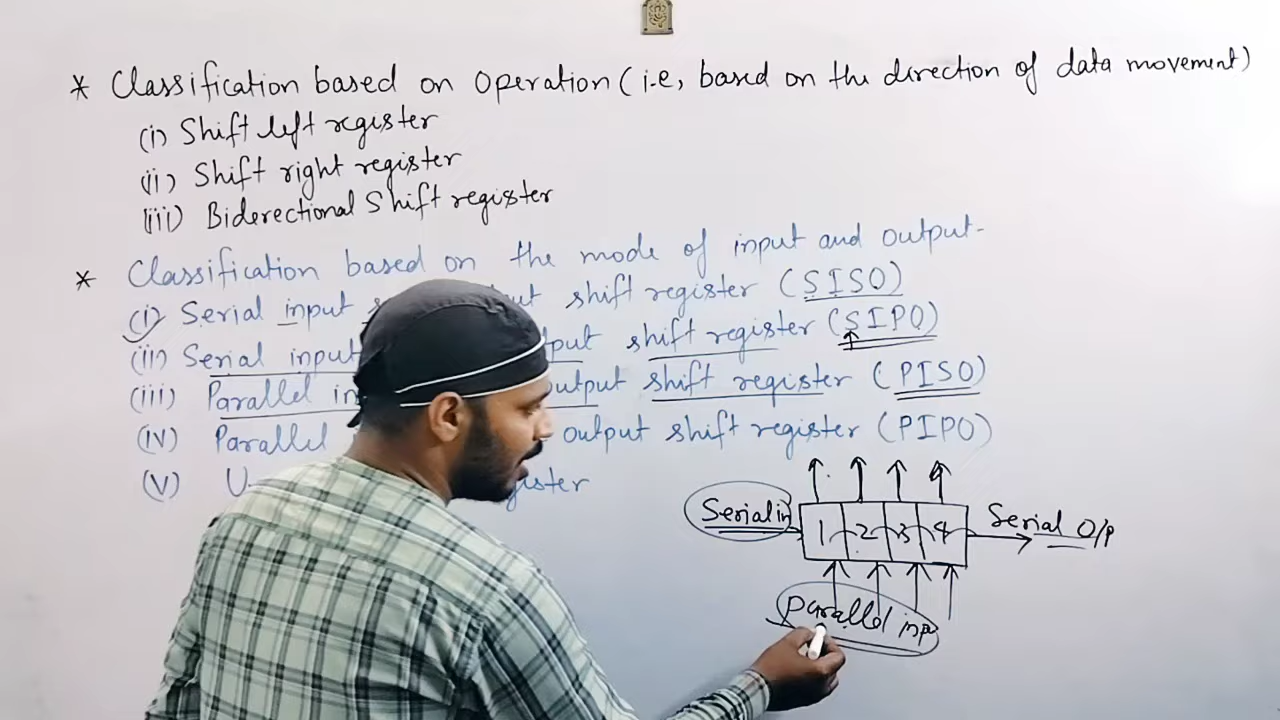 * Classification based on operation (i.e, based on the direction of data movement)
(i) Shift left register
(ii) Shift right register
(iii) Biderectional Shift register
* Classification based on the mode of input and output-
(i) Serial input shift register (SISO)
(ii) Serial input shift register (SIPO)
(iii) Parallel output shift register (PISO)
(iv) Parallel output shift register (PIPO)
(v)
Serial in 1 2 3 4 Serial O/P
Parallel inp